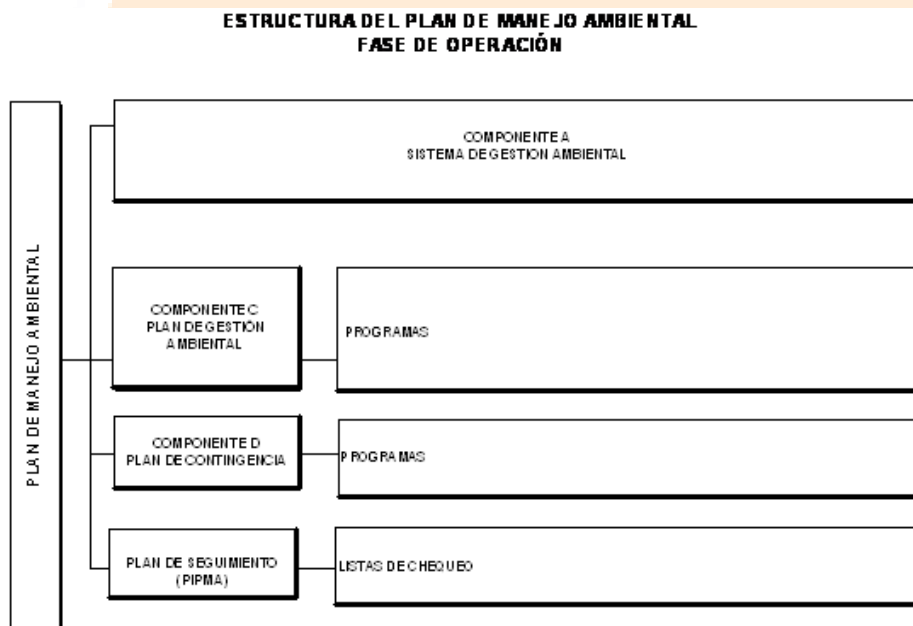 ESTRUCTURA DEL PLAN DE MANEJO AMBIENTAL
FASE DE OPERACIÓN
PLAN DE MANEJO AMBIENTAL
COMPONENTE A
SISTEMA DE GESTION AMBIENTAL
COMPONENTE C
PLAN DE GESTIÓN
AMBIENTAL
PROGRAMAS
COMPONENTE D
PLAN DE CONTINGENCIA
PROGRAMAS
PLAN DE SEGUIMIENTO
(PIPMA)
LISTAS DE CHEQUEO